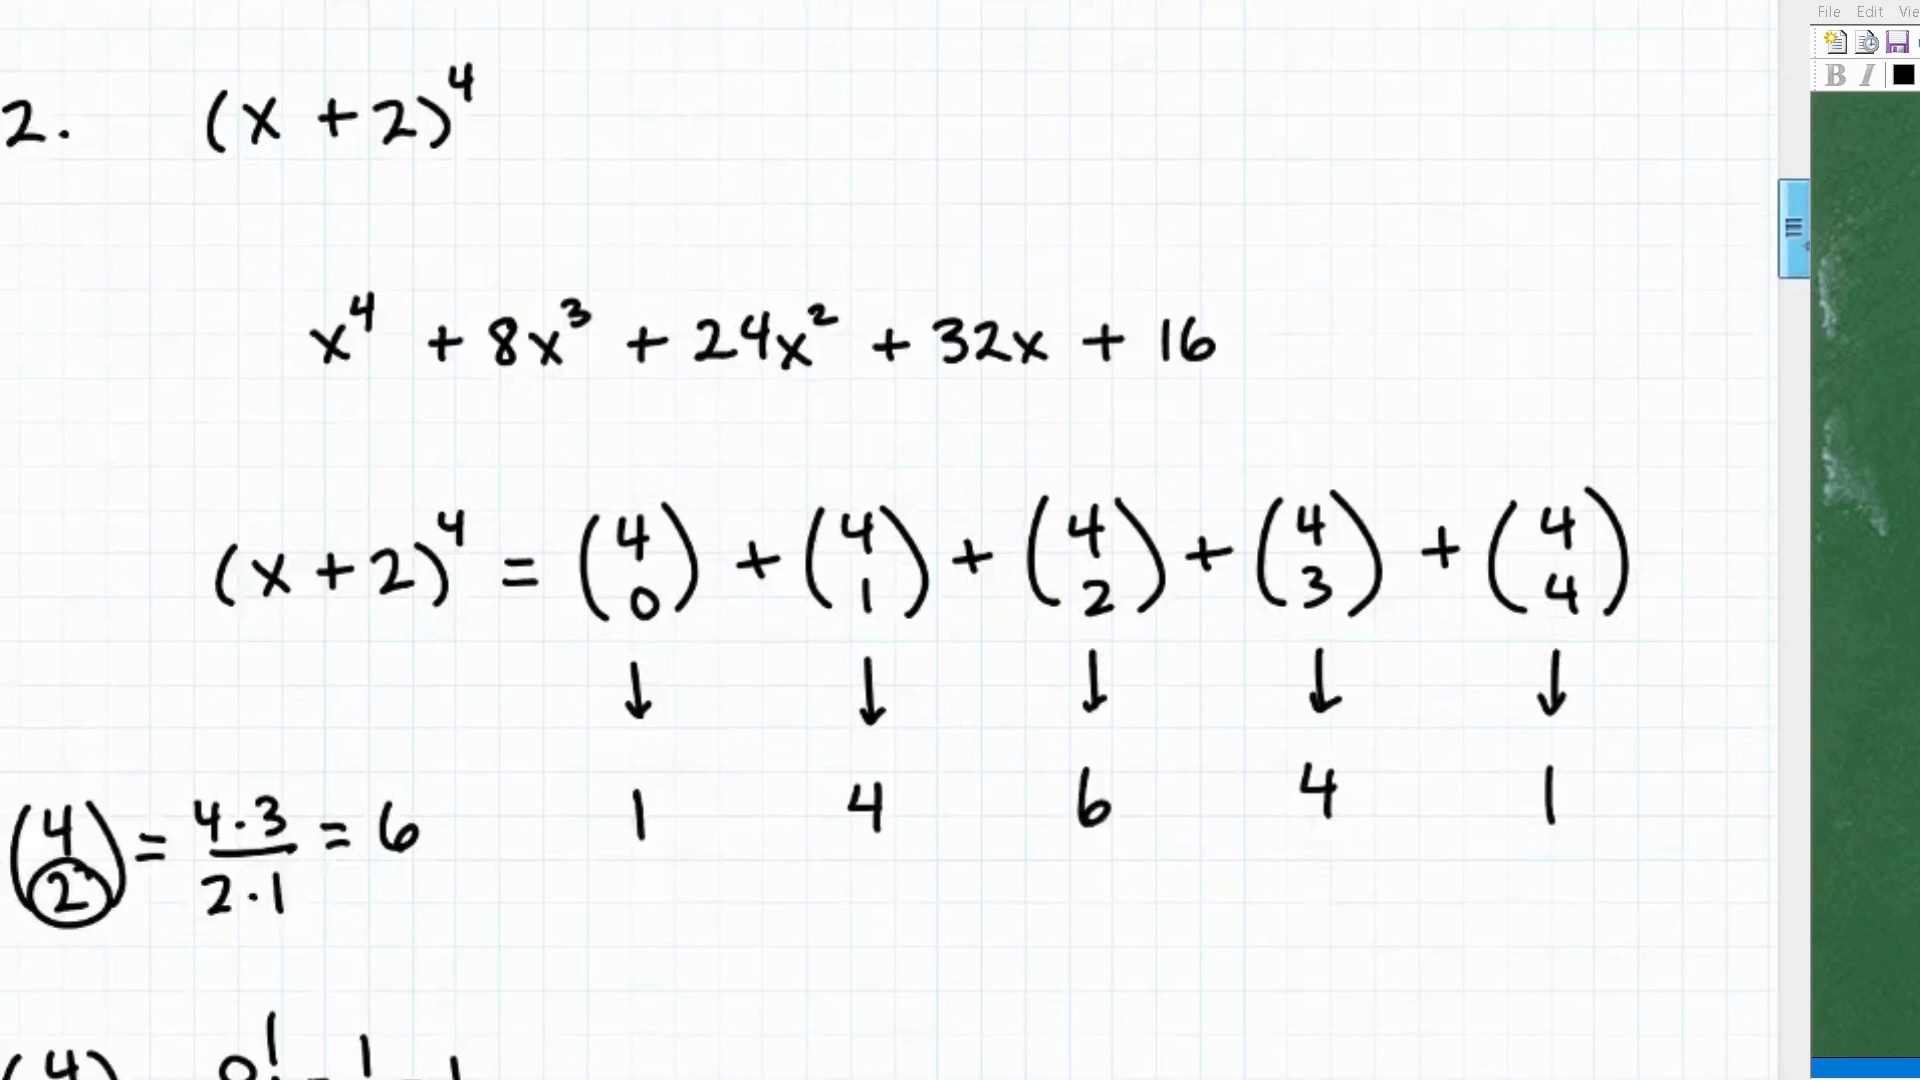 File Edit Vie
B I
2. (x + 2)^4
x^4 + 8x^3 + 24x^2 + 32x + 16
(x + 2)^4 = (4 0) + (4 1) + (4 2) + (4 3) + (4 4)
↓ ↓ ↓ ↓ ↓
1 4 6 4 1
(4 2) = 4·3 / 2·1 = 6